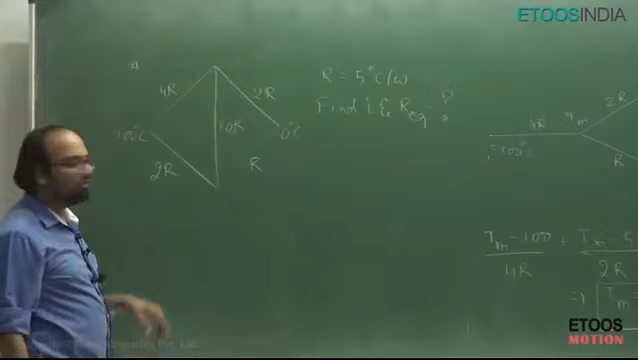 ETOOSINDIA
4R
2R
10R
100°C
0°C
2R
R
R = 5°C/w
Find i & Req = ?
4R
Tm
2R
R
Tm - 100 + Tm -
4R
2R
⇒ Tm
ETOOS
MOTION